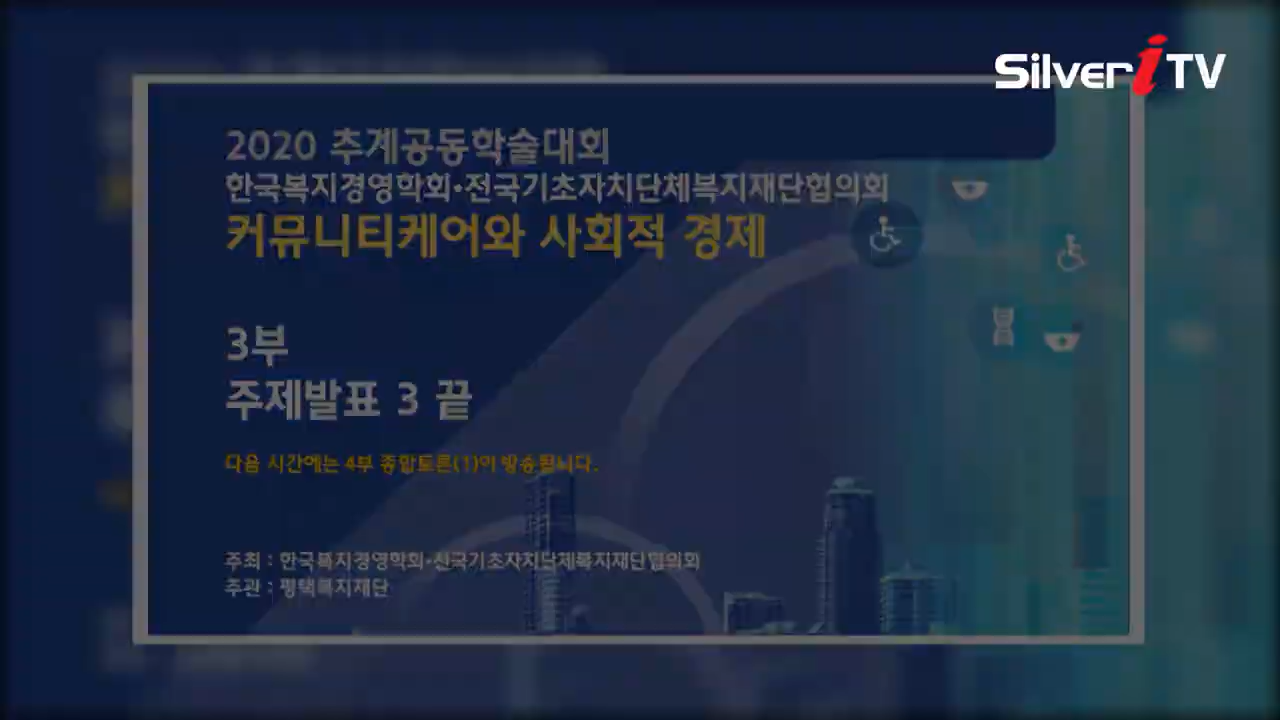 Silver i TV
2020 추계공동학술대회
한국복지경영학회•전국기초자치단체복지재단협의회
커뮤니티케어와 사회적 경제
3부
주제발표 3 끝
다음 시간에는 4부 종합토론(1)이 방송됩니다.
주최 : 한국복지경영학회•전국기초자치단체복지재단협의회
주관 : 평택복지재단